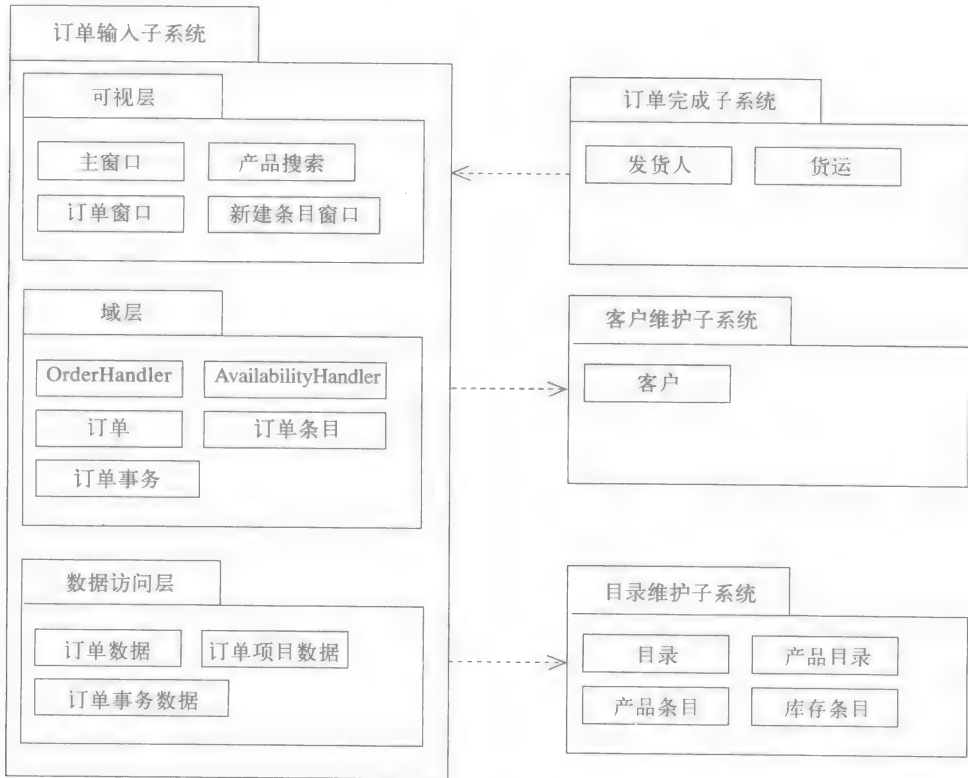 订单输入子系统
可视层
主窗口
产品搜索
订单窗口
新建条目窗口
域层
OrderHandler
AvailabilityHandler
订单
订单条目
订单事务
数据访问层
订单数据
订单项目数据
订单事务数据
订单完成子系统
发货人
货运
客户维护子系统
客户
目录维护子系统
目录
产品目录
产品条目
库存条目